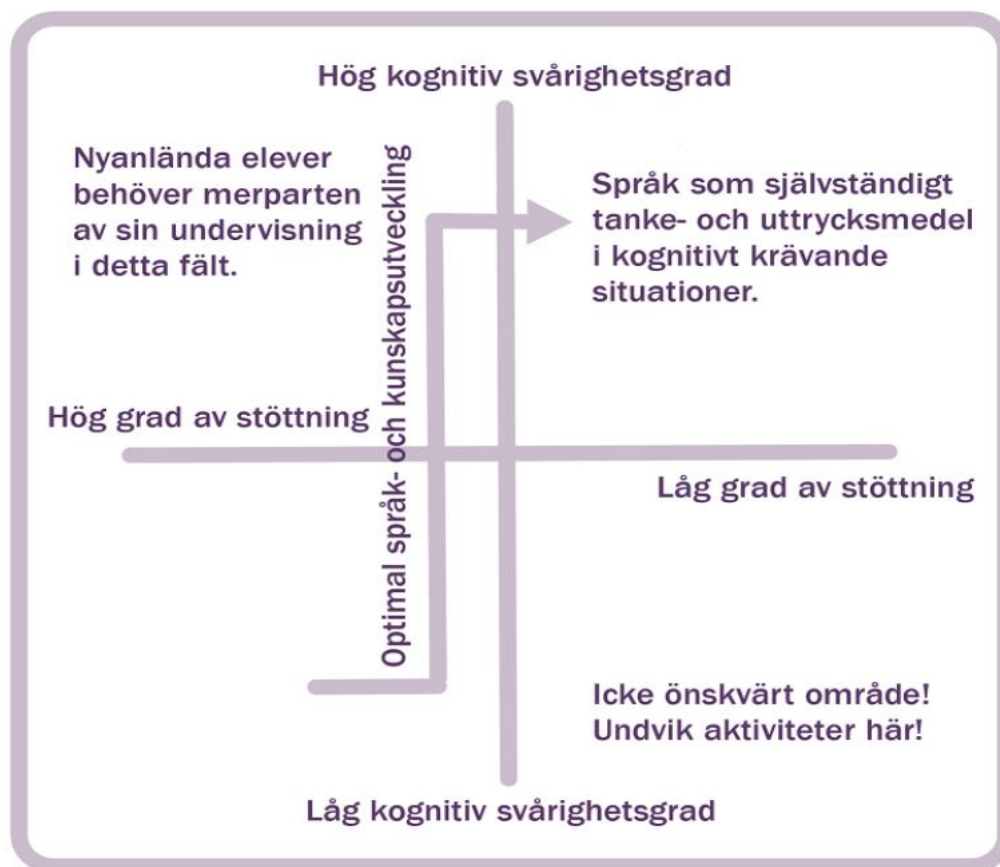 Hög kognitiv svårighetsgrad
Nyanlända elever
behöver merparten
av sin undervisning
i detta fält.
Optimal språk- och kunskapsutveckling
Språk som självständigt
tanke- och uttrycksmedel
i kognitivt krävande
situationer.
Hög grad av stöttning
Låg grad av stöttning
Icke önskvärt område!
Undvik aktiviteter här!
Låg kognitiv svårighetsgrad